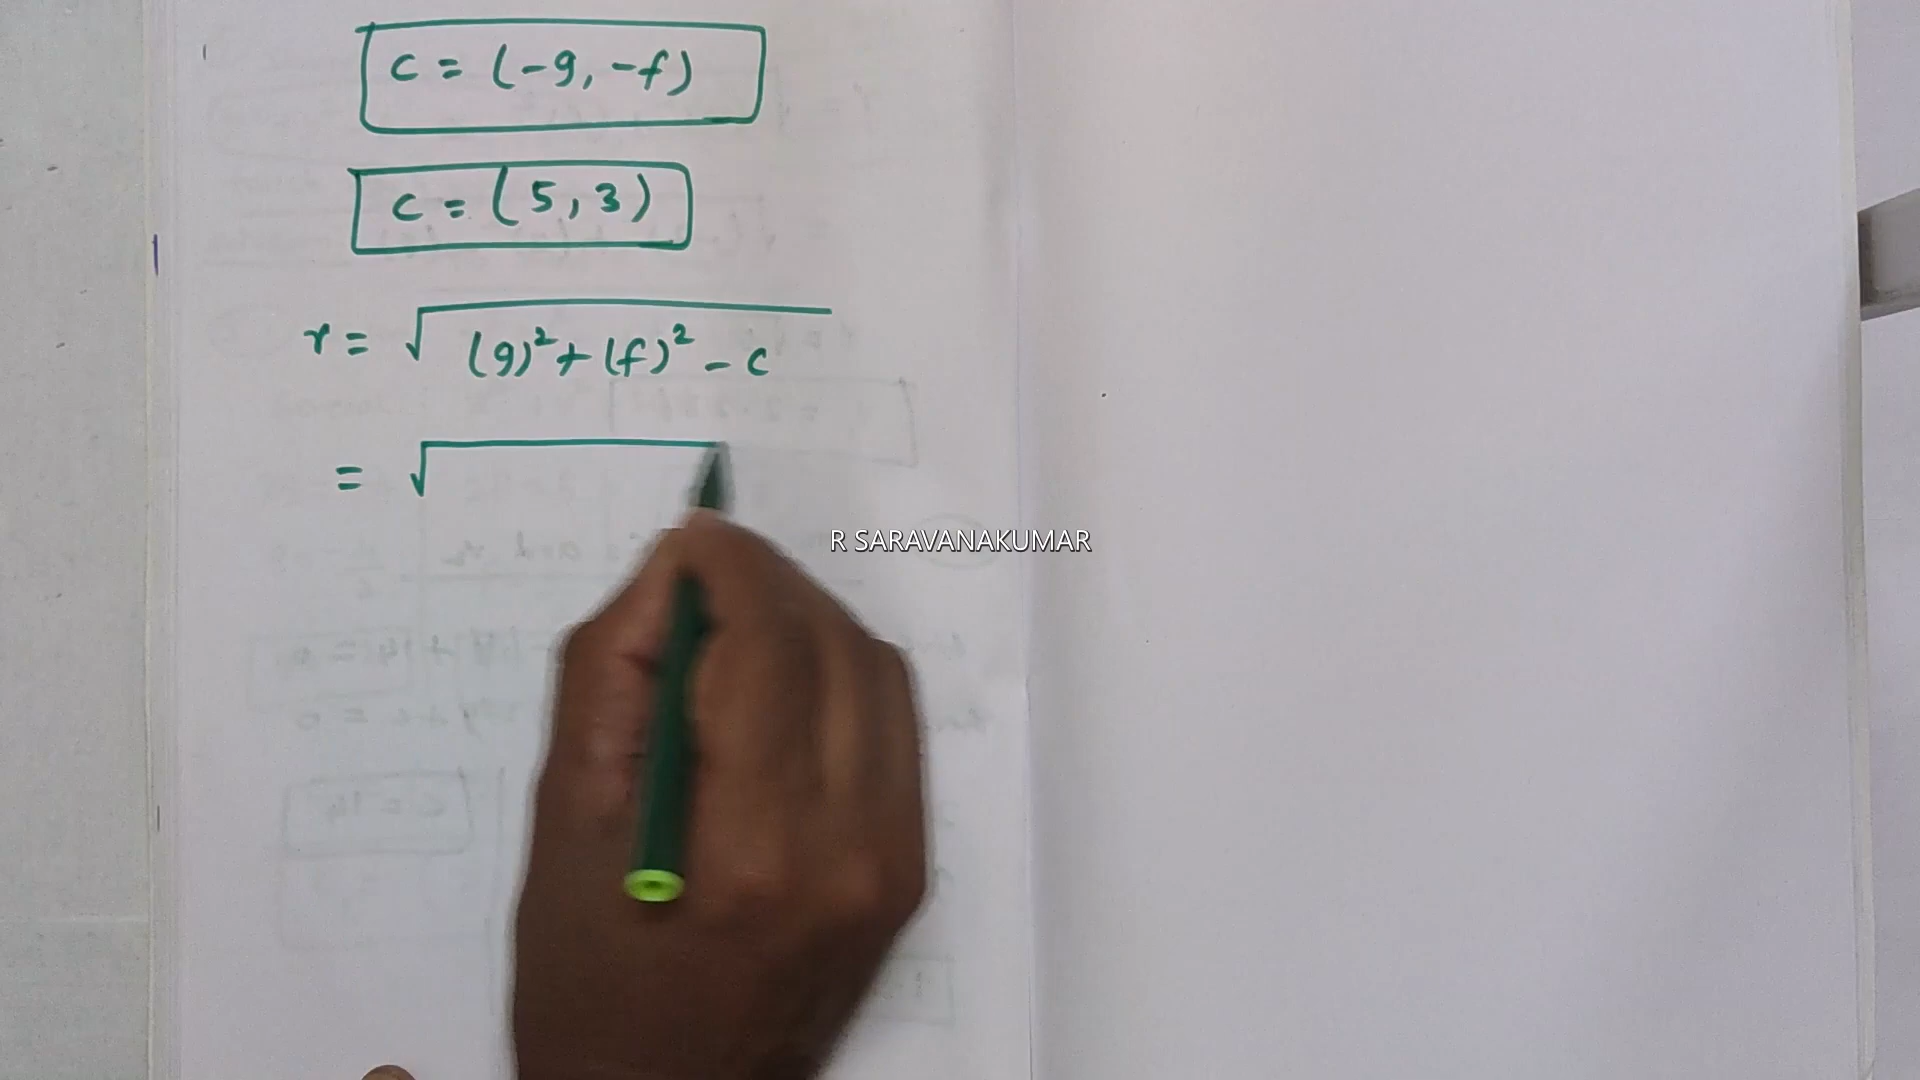 c = (-g, -f)
c = (5, 3)
r = √(g)²+(f)² - c
= √
R SARAVANAKUMAR